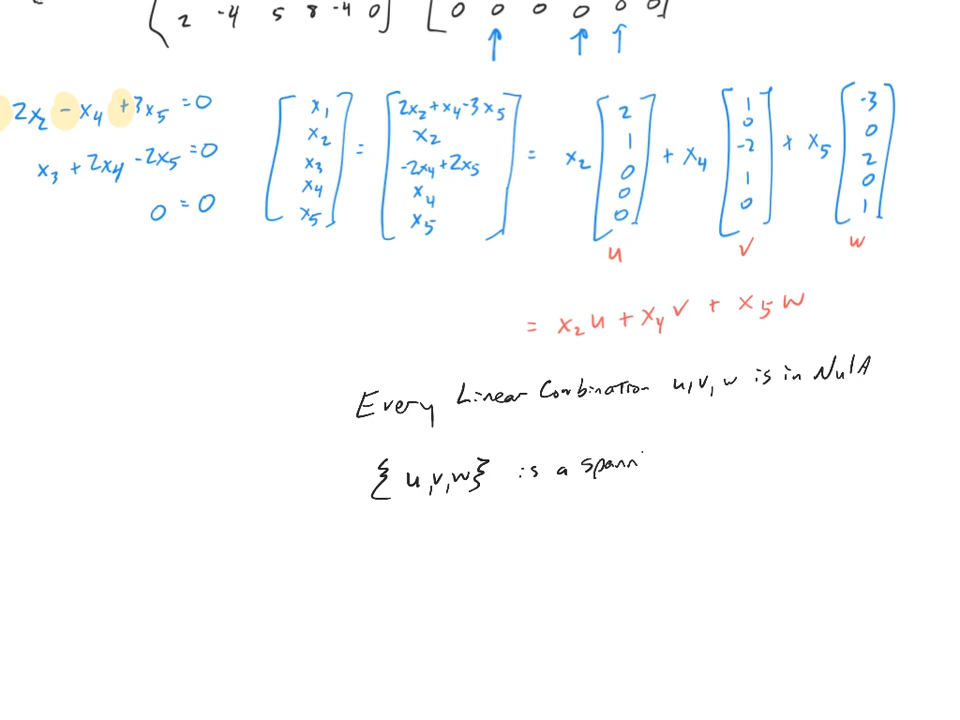 2 -4 5 8 -4 0] [0 0 0 0 0 0]
↑ ↑ ↑
2x₂ - x₄ + 3x₅ = 0
x₃ + 2x₄ - 2x₅ = 0
0 = 0
[x₁ x₂ x₃ x₄ x₅] = [2x₂+x₄-3x₅ x₂ -2x₄+2x₅ x₄ x₅] = x₂ [2 1 0 0 0] + x₄ [1 0 -2 1 0] + x₅ [-3 0 2 0 1]
u v w
= x₂u + x₄v + x₅w
Every Linear Combination u,v,w is in Nul A
{u,v,w} is a spann